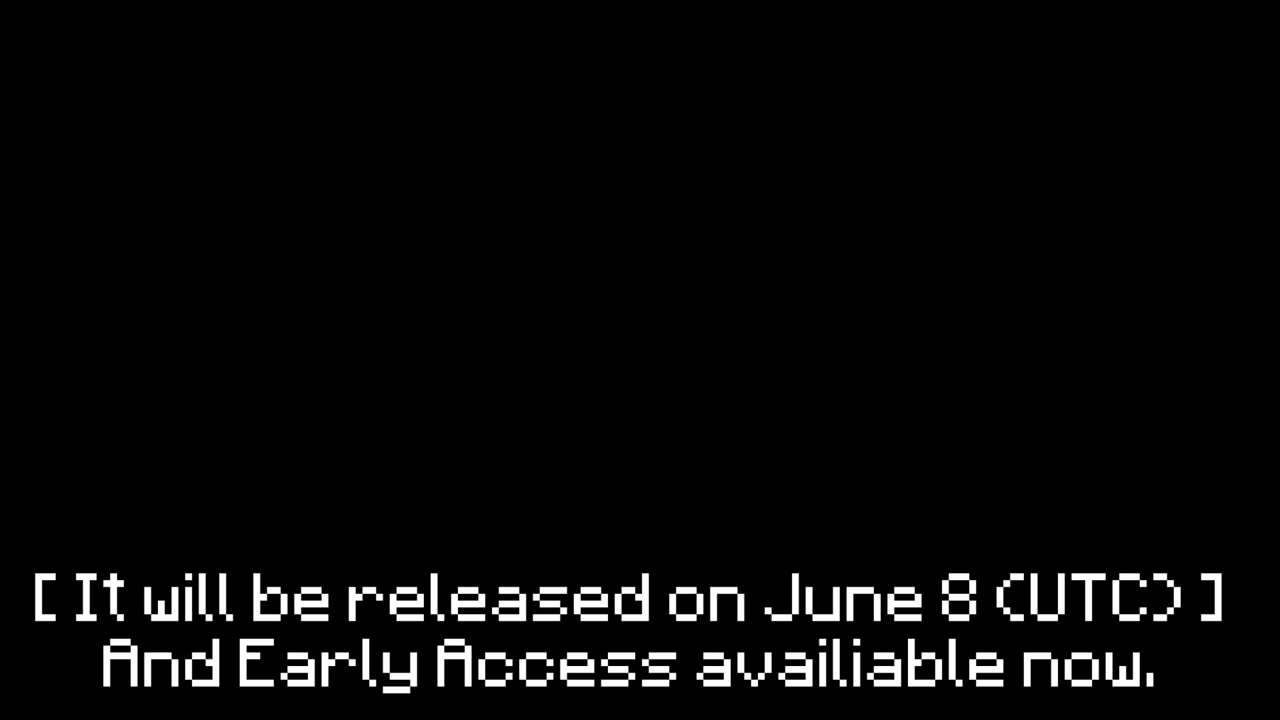 [ It will be released on June 8 (UTC) ]
And Early Access availiable now.